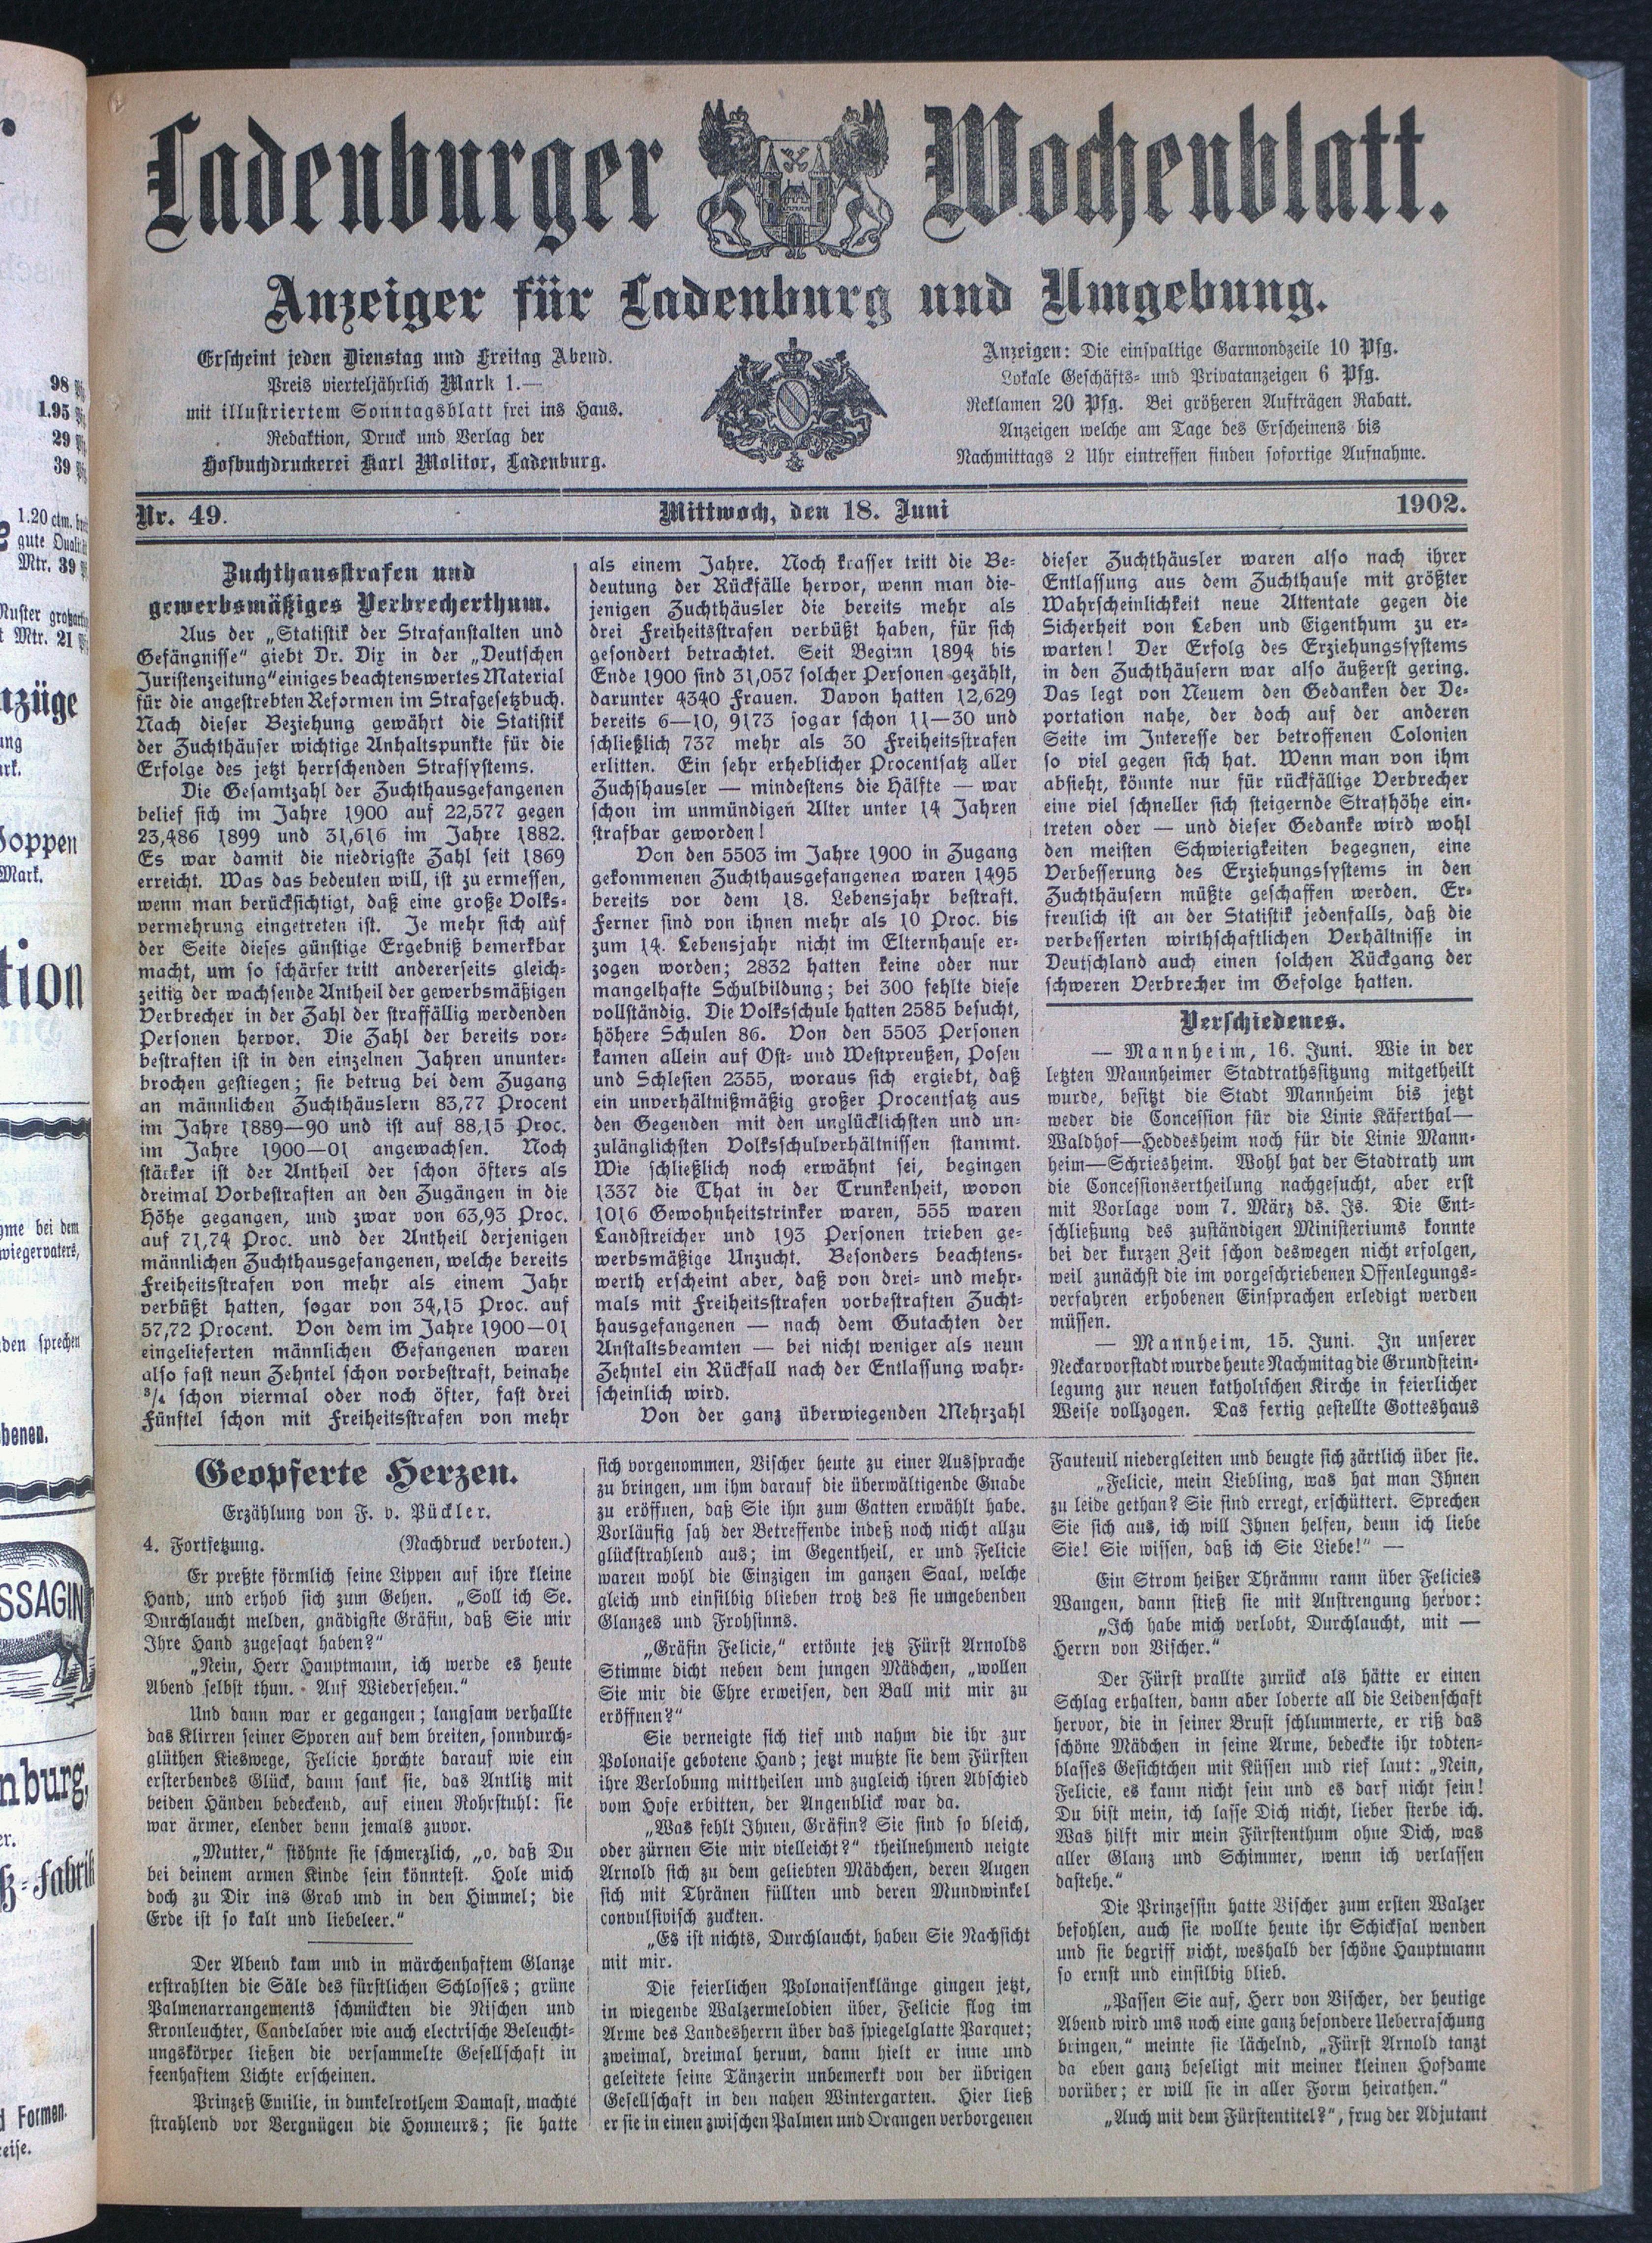 Ladenburger Wochenblatt.
Anzeiger für Ladenburg und Umgebung.
Erscheint jeden Dienstag und Freitag Abend.
Preis vierteljährlich Mark 1.—
mit illustriertem Sonntagsblatt frei ins Haus.
Redaktion, Druck und Verlag der
Hofbuchdruckerei Karl Molitor, Ladenburg.
Anzeigen: Die einspaltige Garmondzeile 10 Pfg.
Lokale Geschäfts- und Privatanzeigen 6 Pfg.
Reklamen 20 Pfg. Bei größeren Aufträgen Rabatt.
Anzeigen welche am Tage des Erscheinens bis
Nachmittags 2 Uhr eintreffen finden sofortige Aufnahme.
Nr. 49.
Mittwoch, den 18. Juni
1902.
Zuchthausstrafen und
gewerbsmäßiges Verbrecherthum.
Aus der „Statistik der Strafanstalten und
Gefängnisse“ giebt Dr. Dix in der „Deutschen
Juristenzeitung“ einiges beachtenswertes Material
für die angestrebten Reformen im Strafgesetzbuch.
Nach dieser Beziehung gewährt die Statistik
der Zuchthäuser wichtige Anhaltspunkte für die
Erfolge des jetzt herrschenden Strafsystems.
Die Gesamtzahl der Zuchthausgefangenen
belief sich im Jahre 1900 auf 22,577 gegen
23,486 1899 und 31,616 im Jahre 1882.
Es war damit die niedrigste Zahl seit 1869
erreicht. Was das bedeuten will, ist zu ermessen,
wenn man berücksichtigt, daß eine große Volks-
vermehrung eingetreten ist. Je mehr sich auf
der Seite dieses günstige Ergebniß bemerkbar
macht, um so schärfer tritt andererseits gleich-
zeitig der wachsende Antheil der gewerbsmäßigen
Verbrecher in der Zahl der straffällig werdenden
Personen hervor. Die Zahl der bereits vor-
bestraften ist in den einzelnen Jahren ununter-
brochen gestiegen; sie betrug bei dem Zugang
an männlichen Zuchthäuslern 83,77 Procent
im Jahre 1889—90 und ist auf 88,15 Proc.
im Jahre 1900—01 angewachsen. Noch
stärker ist der Antheil der schon öfters als
dreimal Vorbestraften an den Zugängen in die
Höhe gegangen, und zwar von 63,93 Proc.
auf 71,74 Proc. und der Antheil derjenigen
männlichen Zuchthausgefangenen, welche bereits
Freiheitsstrafen von mehr als einem Jahr
verbüßt hatten, sogar von 34,15 Proc. auf
57,72 Procent. Von dem im Jahre 1900—01
eingelieferten männlichen Gefangenen waren
also fast neun Zehntel schon vorbestraft, beinahe
3/4 schon viermal oder noch öfter, fast drei
Fünftel schon mit Freiheitsstrafen von mehr
als einem Jahre. Noch krasser tritt die Be-
deutung der Rückfälle hervor, wenn man die-
jenigen Zuchthäusler die bereits mehr als
drei Freiheitsstrafen verbüßt haben, für sich
gesondert betrachtet. Seit Beginn 1894 bis
Ende 1900 sind 31,057 solcher Personen gezählt,
darunter 4340 Frauen. Davon hatten 12,629
bereits 6—10, 9173 sogar schon 11—30 und
schließlich 737 mehr als 30 Freiheitsstrafen
erlitten. Ein sehr erheblicher Procentsatz aller
Zuchshausler — mindestens die Hälfte — war
schon im unmündigen Alter unter 14 Jahren
strafbar geworden!
Von den 5503 im Jahre 1900 in Zugang
gekommenen Zuchthausgefangenen waren 1495
bereits vor dem 18. Lebensjahr bestraft.
Ferner sind von ihnen mehr als 10 Proc. bis
zum 14. Lebensjahr nicht im Elternhause er-
zogen worden; 2832 hatten keine oder nur
mangelhafte Schulbildung; bei 300 fehlte diese
vollständig. Die Volksschule hatten 2585 besucht,
höhere Schulen 86. Von den 5503 Personen
kamen allein auf Ost- und Westpreußen, Posen
und Schlesien 2355, woraus sich ergiebt, daß
ein unverhältnißmäßig großer Procentsatz aus
den Gegenden mit den unglücklichsten und un-
zulänglichsten Volksschulverhältnissen stammt.
Wie schließlich noch erwähnt sei, begingen
1337 die That in der Trunkenheit, wovon
1016 Gewohnheitstrinker waren, 555 waren
Landstreicher und 193 Personen trieben ge-
werbsmäßige Unzucht. Besonders beachtens-
werth erscheint aber, daß von drei- und mehr-
mals mit Freiheitsstrafen vorbestraften Zucht-
hausgefangenen — nach dem Gutachten der
Anstaltsbeamten — bei nicht weniger als neun
Zehntel ein Rückfall nach der Entlassung wahr-
scheinlich wird.
Von der ganz überwiegenden Mehrzahl
dieser Zuchthäusler waren also nach ihrer
Entlassung aus dem Zuchthause mit größter
Wahrscheinlichkeit neue Attentate gegen die
Sicherheit von Leben und Eigenthum zu er-
warten! Der Erfolg des Erziehungssystems
in den Zuchthäusern war also äußerst gering.
Das legt von Neuem den Gedanken der De-
portation nahe, der doch auf der anderen
Seite im Interesse der betroffenen Colonien
so viel gegen sich hat. Wenn man von ihm
absieht, könnte nur für rückfällige Verbrecher
eine viel schneller sich steigernde Strafhöhe ein-
treten oder — und dieser Gedanke wird wohl
den meisten Schwierigkeiten begegnen, eine
Verbesserung des Erziehungssystems in den
Zuchthäusern müßte geschaffen werden. Er-
freulich ist an der Statistik jedenfalls, daß die
verbesserten wirthschaftlichen Verhältnisse in
Deutschland auch einen solchen Rückgang der
schweren Verbrecher im Gefolge hatten.
Verschiedenes.
— Mannheim, 16. Juni. Wie in der
letzten Mannheimer Stadtrathssitzung mitgetheilt
wurde, besitzt die Stadt Mannheim bis jetzt
weder die Concession für die Linie Käferthal—
Waldhof—Heddesheim noch für die Linie Mann-
heim—Schriesheim. Wohl hat der Stadtrath um
die Concessionsertheilung nachgesucht, aber erst
mit Vorlage vom 7. März ds. Js. Die Ent-
schließung des zuständigen Ministeriums konnte
bei der kurzen Zeit schon deswegen nicht erfolgen,
weil zunächst die im vorgeschriebenen Offenlegungs-
verfahren erhobenen Einsprachen erledigt werden
müssen.
— Mannheim, 15. Juni. In unserer
Neckarvorstadt wurde heute Nachmitag die Grundstein-
legung zur neuen katholischen Kirche in feierlicher
Weise vollzogen. Das fertig gestellte Gotteshaus
Geopferte Herzen.
Erzählung von F. v. Pückler.
4. Fortsetzung. (Nachdruck verboten.)
Er preßte förmlich seine Lippen auf ihre kleine
Hand, und erhob sich zum Gehen. „Soll ich Se.
Durchlaucht melden, gnädigste Gräfin, daß Sie mir
Ihre Hand zugesagt haben?“
„Nein, Herr Hauptmann, ich werde es heute
Abend selbst thun. Auf Wiedersehen.“
Und dann war er gegangen; langsam verhallte
das Klirren seiner Sporen auf dem breiten, sonndurch-
glüthen Kieswege, Felicie horchte darauf wie ein
ersterbendes Glück, dann sank sie, das Antlitz mit
beiden Händen bedeckend, auf einen Rohrstuhl: sie
war ärmer, elender denn jemals zuvor.
„Mutter,“ stöhnte sie schmerzlich, „o, daß Du
bei deinem armen Kinde sein könntest. Hole mich
doch zu Dir ins Grab und in den Himmel; die
Erde ist so kalt und liebeleer.“
Der Abend kam und in märchenhaftem Glanze
erstrahlten die Säle des fürstlichen Schlosses; grüne
Palmenarrangements schmückten die Nischen und
Kronleuchter, Candelaber wie auch electrische Beleucht-
ungskörper ließen die versammelte Gesellschaft in
feenhaftem Lichte erscheinen.
Prinzeß Emilie, in dunkelrothem Damast, machte
strahlend vor Vergnügen die Honneurs; sie hatte
sich vorgenommen, Vischer heute zu einer Aussprache
zu bringen, um ihm darauf die überwältigende Gnade
zu eröffnen, daß Sie ihn zum Gatten erwählt habe.
Vorläufig sah der Betreffende indeß noch nicht allzu
glückstrahlend aus; im Gegentheil, er und Felicie
waren wohl die Einzigen im ganzen Saal, welche
gleich und einsilbig blieben trotz des sie umgebenden
Glanzes und Frohsinns.
„Gräfin Felicie,“ ertönte jetz Fürst Arnolds
Stimme dicht neben dem jungen Mädchen, „wollen
Sie mir die Ehre erweisen, den Ball mit mir zu
eröffnen?“
Sie verneigte sich tief und nahm die ihr zur
Polonaise gebotene Hand; jetzt mußte sie dem Fürsten
ihre Verlobung mittheilen und zugleich ihren Abschied
vom Hofe erbitten, der Angenblick war da.
„Was fehlt Ihnen, Gräfin? Sie sind so bleich,
oder zürnen Sie mir vielleicht?“ theilnehmend neigte
Arnold sich zu dem geliebten Mädchen, deren Augen
sich mit Thränen füllten und deren Mundwinkel
convulsivisch zuckten.
„Es ist nichts, Durchlaucht, haben Sie Nachsicht
mit mir.
Die feierlichen Polonaisenklänge gingen jetzt,
in wiegende Walzermelodien über, Felicie flog im
Arme des Landesherrn über das spiegelglatte Parquet;
zweimal, dreimal herum, dann hielt er inne und
geleitete seine Tänzerin unbemerkt von der übrigen
Gesellschaft in den nahen Wintergarten. Hier ließ
er sie in einen zwischen Palmen und Orangen verborgenen
Fauteuil niedergleiten und beugte sich zärtlich über sie.
„Felicie, mein Liebling, was hat man Ihnen
zu leide gethan? Sie sind erregt, erschüttert. Sprechen
Sie sich aus, ich will Ihnen helfen, denn ich liebe
Sie! Sie wissen, daß ich Sie Liebe!“ —
Ein Strom heißer Thrännu rann über Felicies
Wangen, dann stieß sie mit Anstrengung hervor:
„Ich habe mich verlobt, Durchlaucht, mit —
Herrn von Vischer.“
Der Fürst prallte zurück als hätte er einen
Schlag erhalten, dann aber loderte all die Leidenschaft
hervor, die in seiner Brust schlummerte, er riß das
schöne Mädchen in seine Arme, bedeckte ihr todten-
blasses Gesichtchen mit Küssen und rief laut: „Nein,
Felicie, es kann nicht sein und es darf nicht sein!
Du bist mein, ich lasse Dich nicht, lieber sterbe ich.
Was hilft mir mein Fürstenthum ohne Dich, was
aller Glanz und Schimmer, wenn ich verlassen
dastehe.“
Die Prinzessin hatte Vischer zum ersten Walzer
befohlen, auch sie wollte heute ihr Schicksal wenden
und sie begriff nicht, weshalb der schöne Hauptmann
so ernst und einsilbig blieb.
„Passen Sie auf, Herr von Vischer, der heutige
Abend wird uns noch eine ganz besondere Ueberraschung
bringen,“ meinte sie lächelnd, „Fürst Arnold tanzt
da eben ganz beseligt mit meiner kleinen Hofdame
vorüber; er will sie in aller Form heirathen.“
„Auch mit dem Fürstentitel?“, frug der Adjutant
98
1.95
29
39
1.20 ctm.
gute
Mtr. 39
Mtr. 21
Mark.
bei dem
sprechen
SSAGIN
nburg,
Formen.